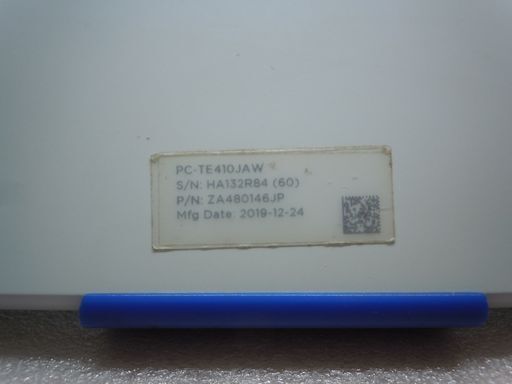 PC-TE410JAW
S/N: HA132R84 (60)
P/N: ZA480146JP
Mfg Date: 2019-12-24